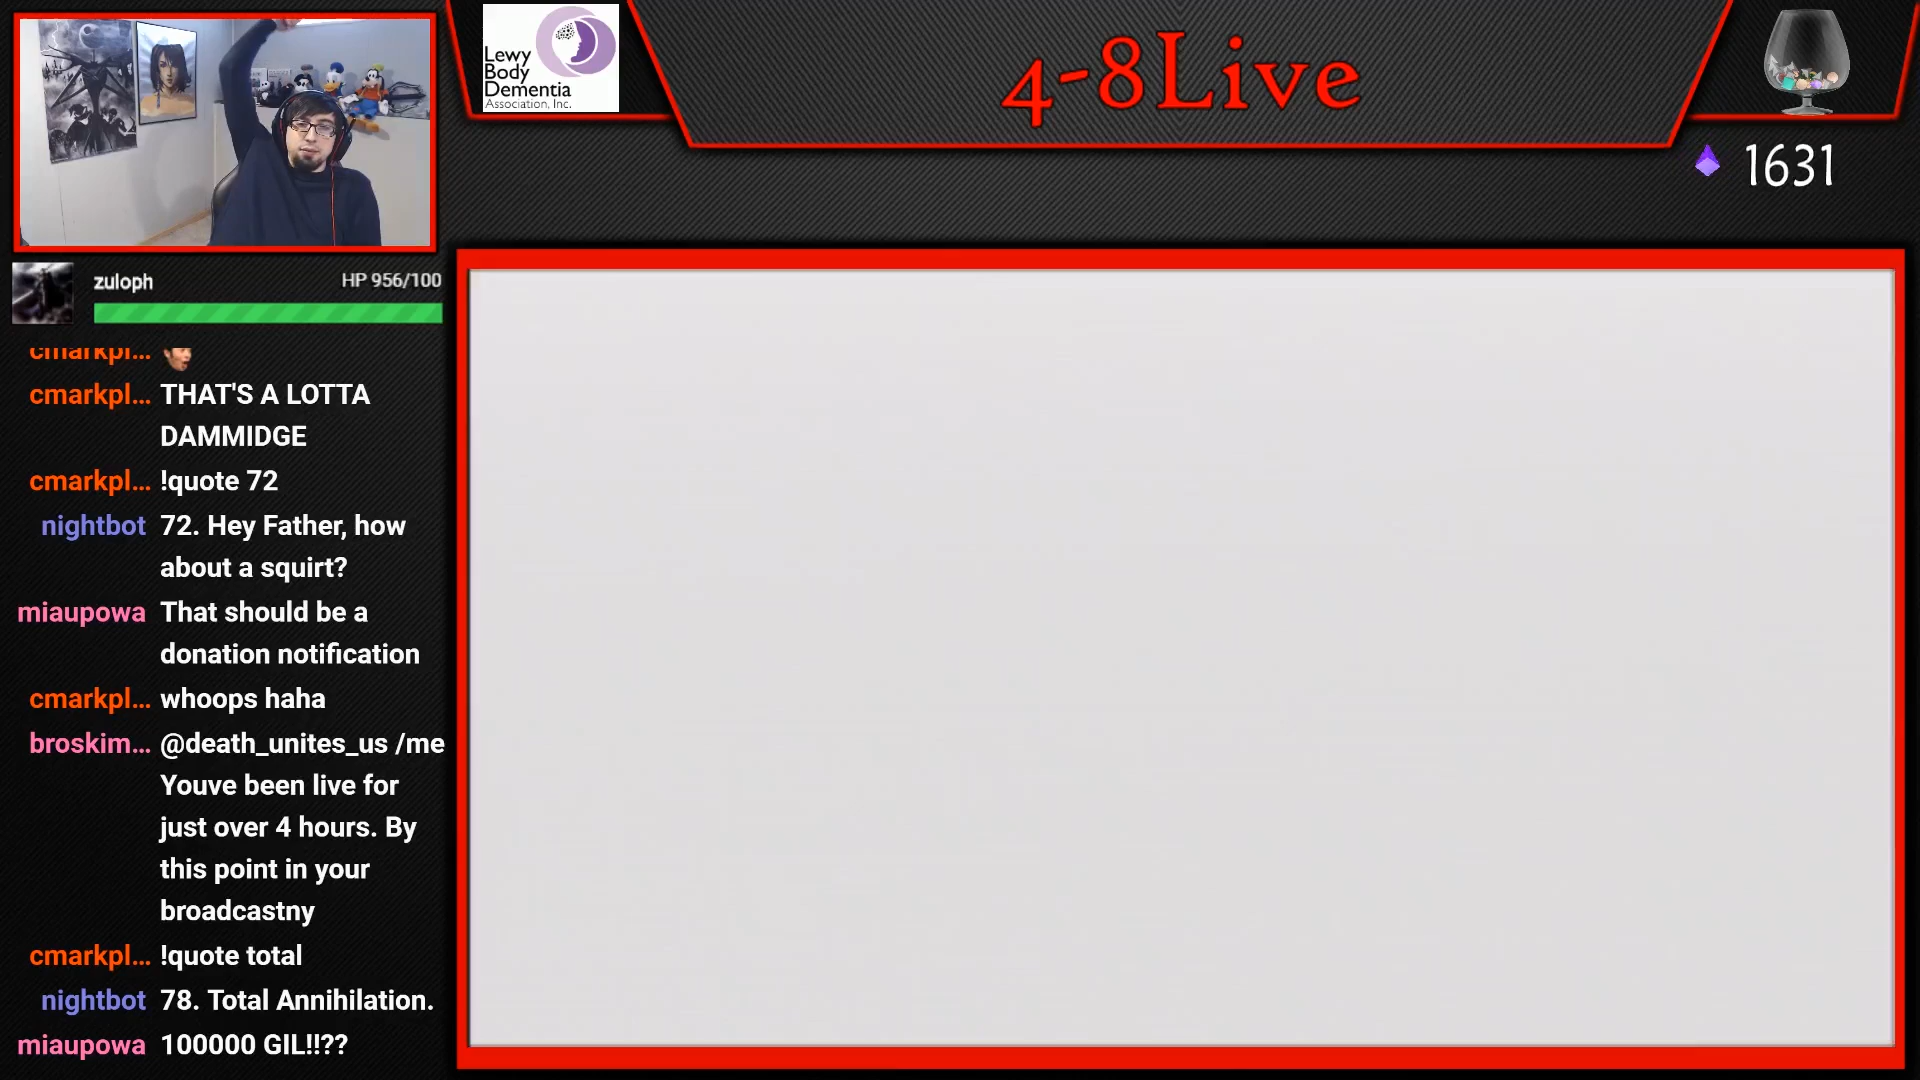 Lewy
Body
Dementia
Association, Inc.
4-8Live
1631
zuloph HP 956/100
cmarkpl...
cmarkpl... THAT'S A LOTTA
DAMMIDGE
cmarkpl... !quote 72
nightbot 72. Hey Father, how
about a squirt?
miaupowa That should be a
donation notification
cmarkpl... whoops haha
broskim... @death_unites_us /me
Youve been live for
just over 4 hours. By
this point in your
broadcastny
cmarkpl... !quote total
nightbot 78. Total Annihilation.
miaupowa 100000 GIL!!??